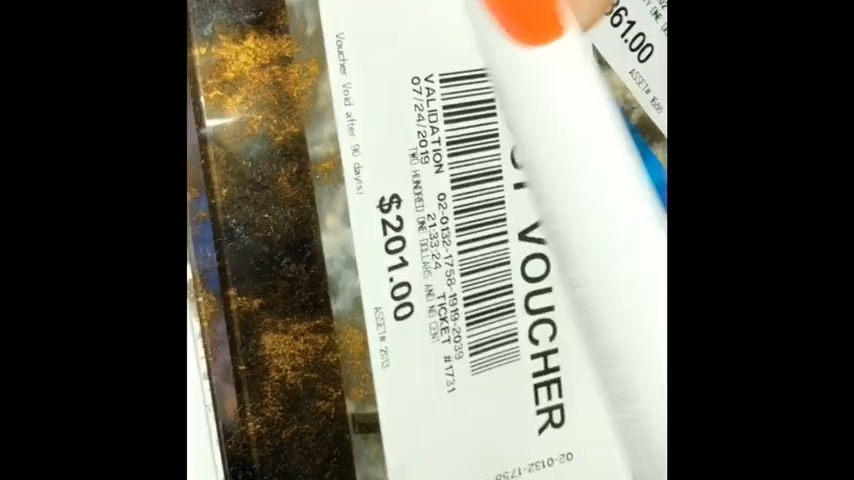 VOUCHER
VALIDATION 02-0132-1758-1919-2039
07/24/2019 21:33:24 TICKET #1731
TWO HUNDRED ONE DOLLARS AND NO CENT
$201.00
Voucher Void after 90 day(s)
ASSET# 2013
02-0132-1758
361.00
ASSET#